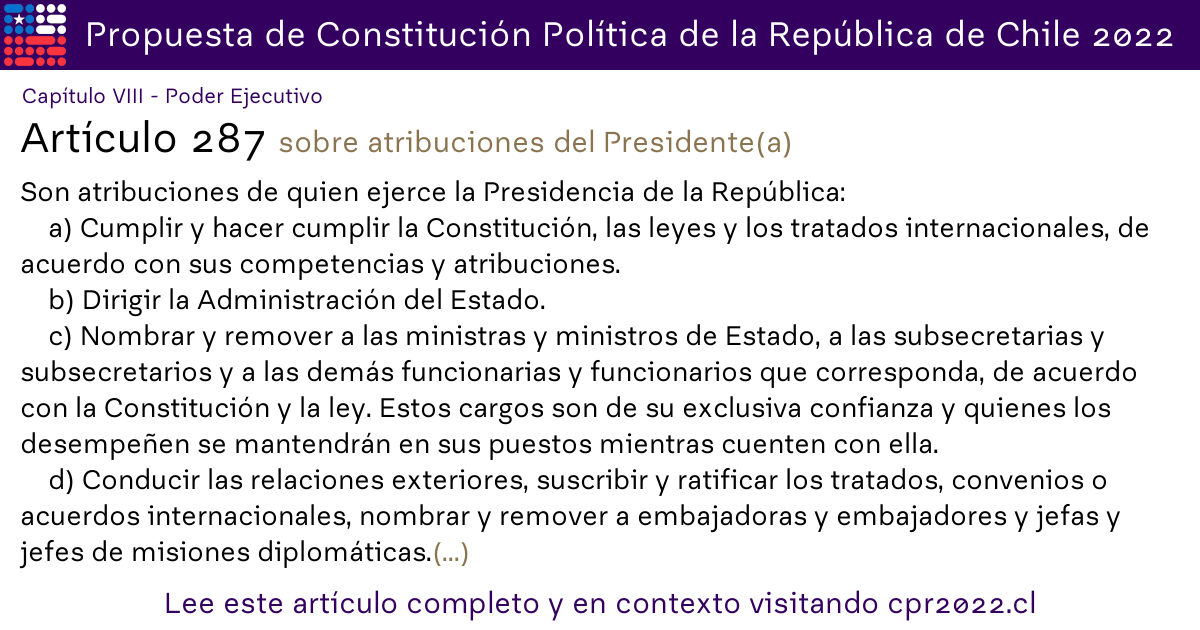 Propuesta de Constitución Política de la República de Chile 2022
Capítulo VIII - Poder Ejecutivo
Artículo 287 sobre atribuciones del Presidente(a)
Son atribuciones de quien ejerce la Presidencia de la República:
a) Cumplir y hacer cumplir la Constitución, las leyes y los tratados internacionales, de
acuerdo con sus competencias y atribuciones.
b) Dirigir la Administración del Estado.
c) Nombrar y remover a las ministras y ministros de Estado, a las subsecretarias y
subsecretarios y a las demás funcionarias y funcionarios que corresponda, de acuerdo
con la Constitución y la ley. Estos cargos son de su exclusiva confianza y quienes los
desempeñen se mantendrán en sus puestos mientras cuenten con ella.
d) Conducir las relaciones exteriores, suscribir y ratificar los tratados, convenios o
acuerdos internacionales, nombrar y remover a embajadoras y embajadores y jefas y
jefes de misiones diplomáticas.(...)
Lee este artículo completo y en contexto visitando cpr2022.cl